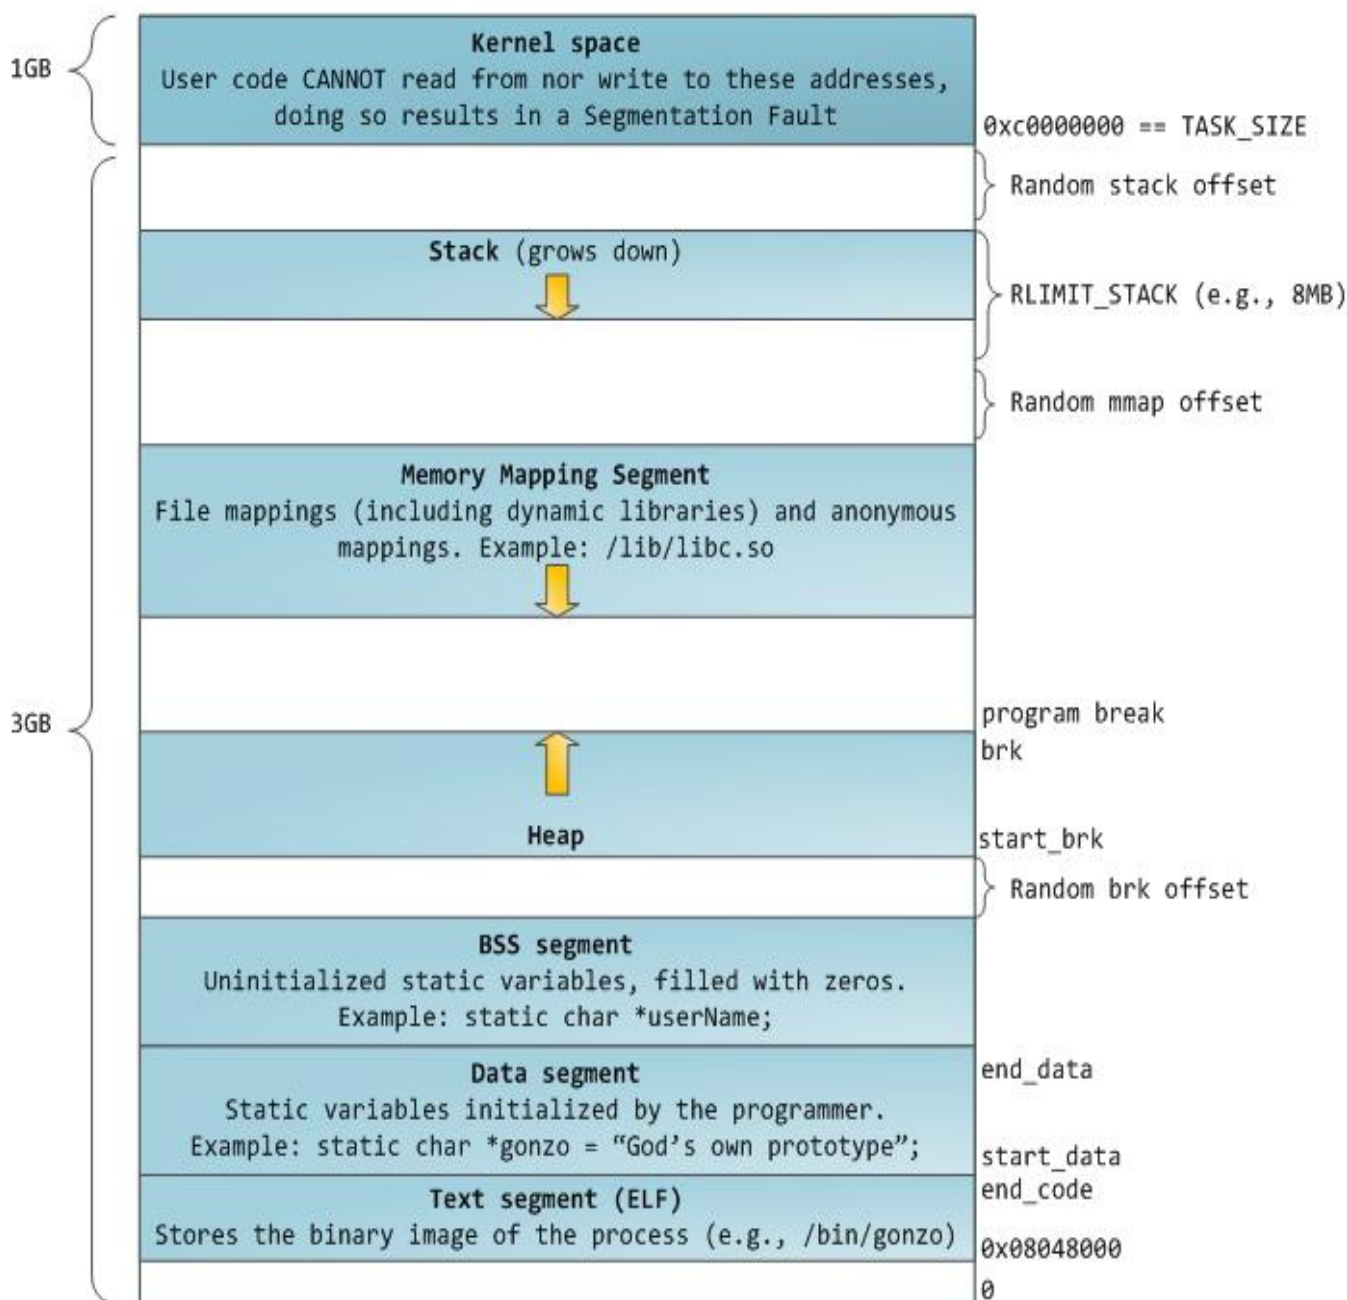 Kernel space
1GB
User code CANNOT read from nor write to these addresses,
doing so results in a Segmentation Fault
0xc0000000 == TASK_SIZE
Random stack offset
Stack (grows down)
RLIMIT_STACK (e.g., 8MB)
Random mmap offset
Memory Mapping Segment
File mappings (including dynamic libraries) and anonymous
mappings. Example: /lib/libc.so
3GB
program break
brk
Heap
start_brk
Random brk offset
BSS segment
Uninitialized static variables, filled with zeros.
Example: static char *userName;
Data segment
end_data
Static variables initialized by the programmer.
Example: static char *gonzo = “God’s own prototype”;
start_data
end_code
Text segment (ELF)
Stores the binary image of the process (e.g., /bin/gonzo)
0x08048000
0